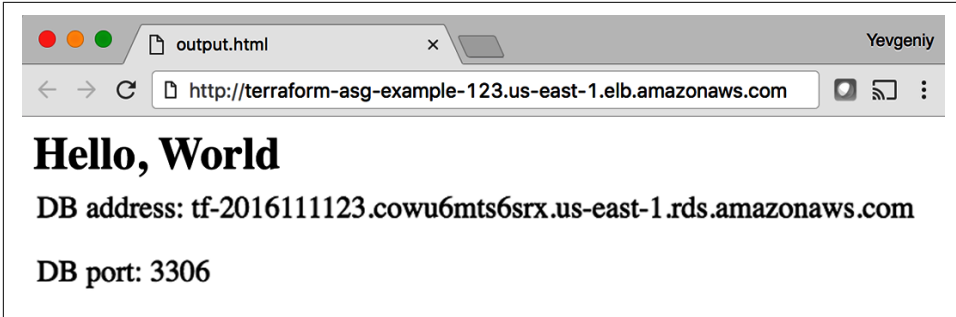 output.html
Yevgeniy
http://terraform-asg-example-123.us-east-1.elb.amazonaws.com
Hello, World
DB address: tf-2016111123.cowu6mts6srx.us-east-1.rds.amazonaws.com
DB port: 3306